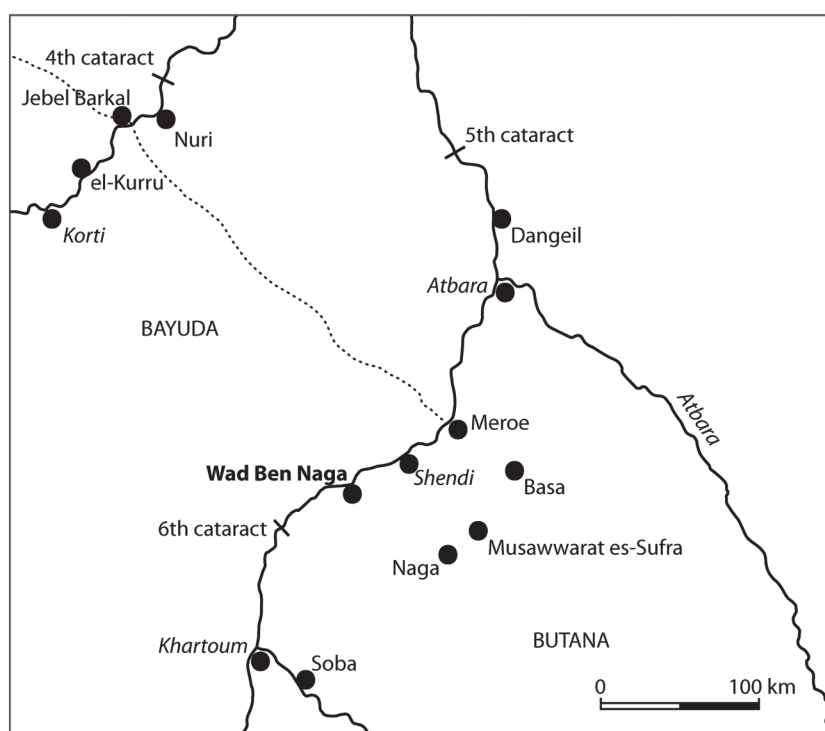 4th cataract
Jebel Barkal
Nuri
el-Kurru
Korti
5th cataract
Dangeil
Atbara
BAYUDA
Atbara
Meroe
Wad Ben Naga
Shendi
Basa
6th cataract
Musawwarat es-Sufra
Naga
Khartoum
Soba
BUTANA
0 100 km